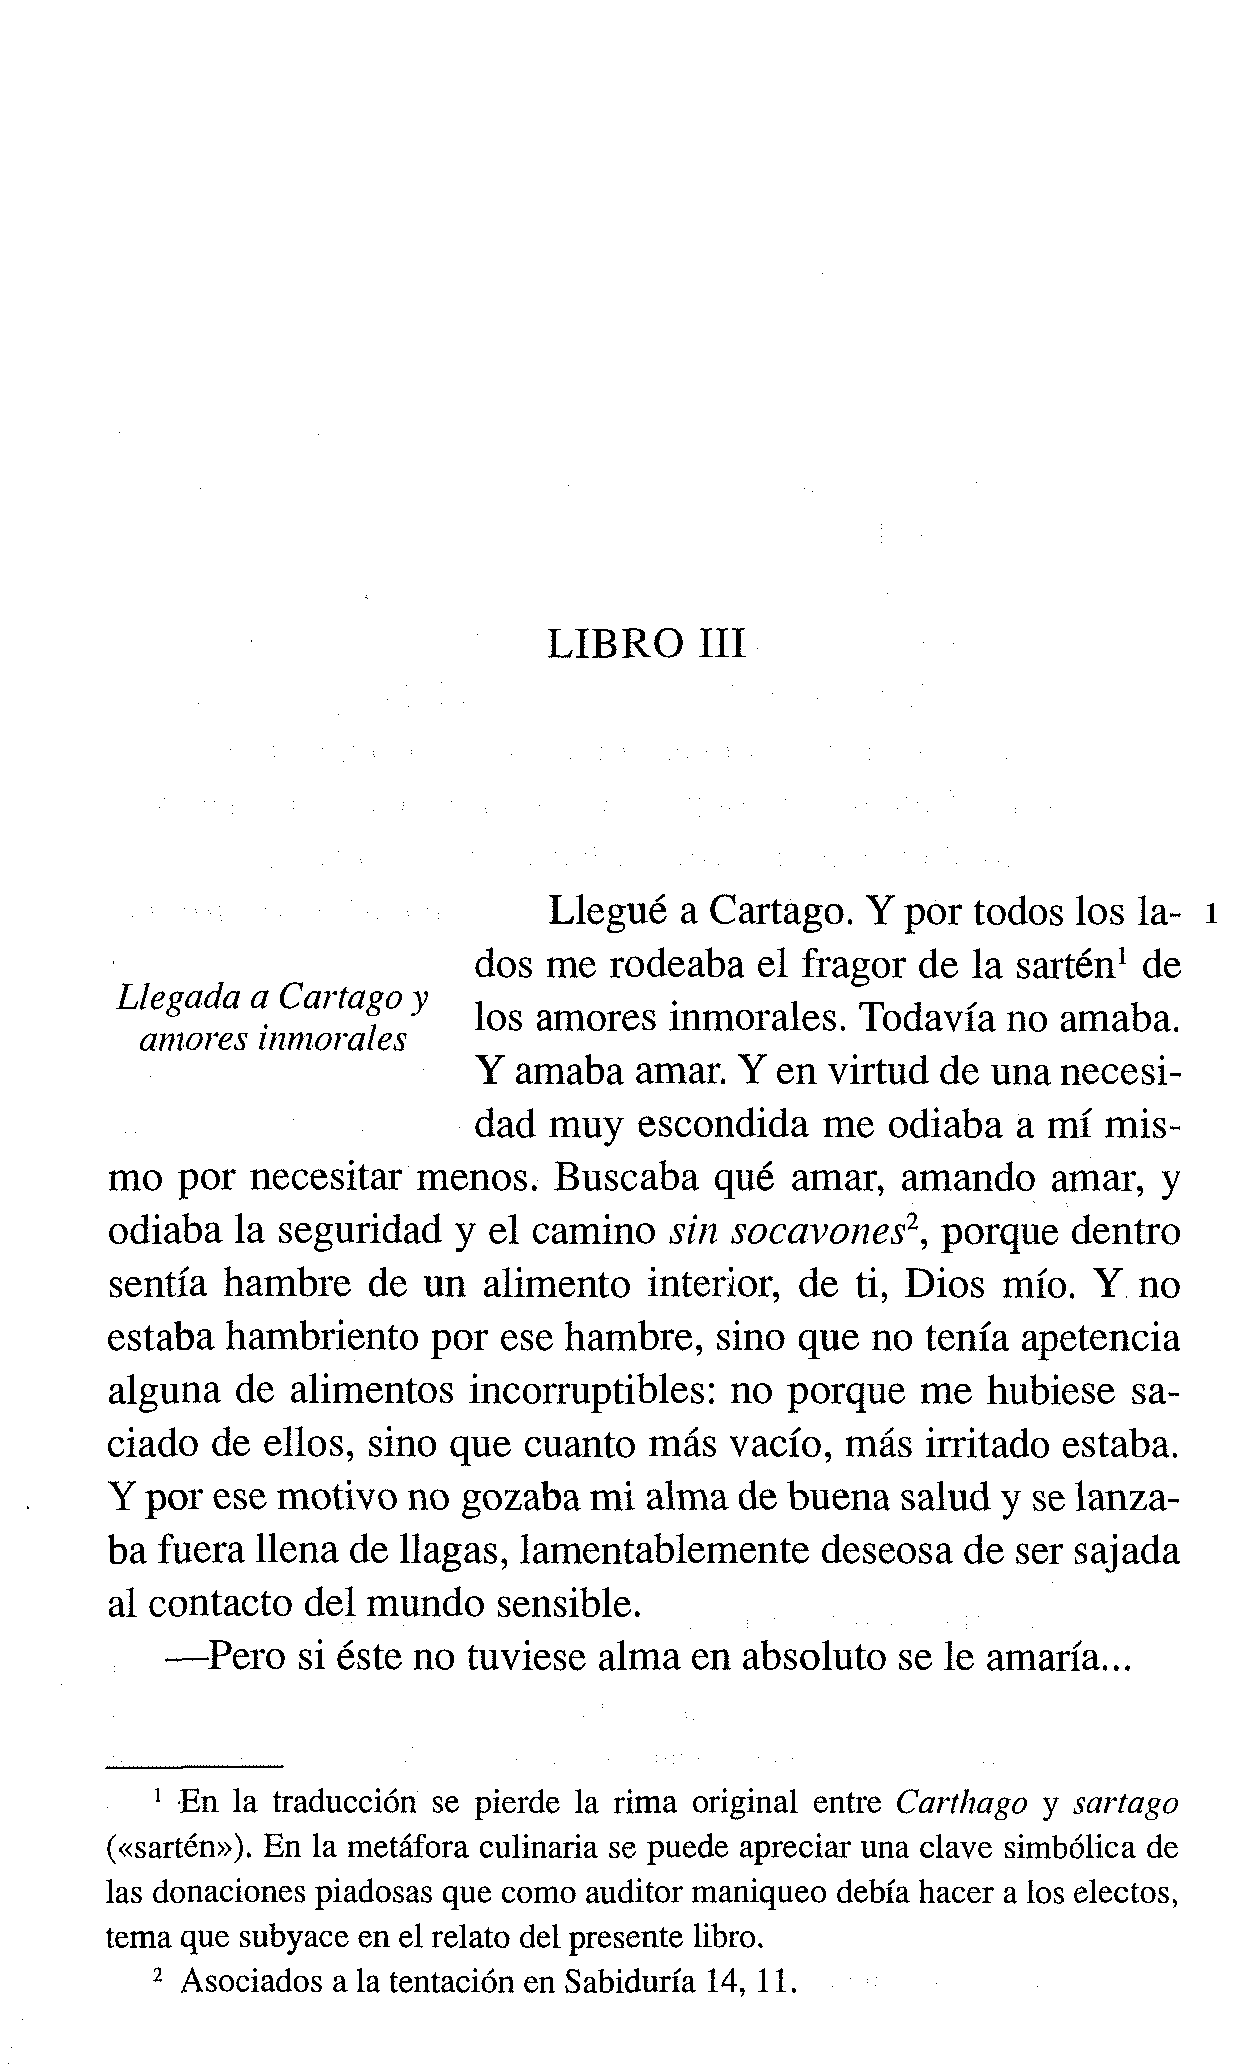 LIBRO III
Llegada a Cartago y
amores inmorales
Llegué a Cartago. Y por todos los la- 1
dos me rodeaba el fragor de la sartén¹ de
los amores inmorales. Todavía no amaba.
Y amaba amar. Y en virtud de una necesi-
dad muy escondida me odiaba a mí mis-
mo por necesitar menos. Buscaba qué amar, amando amar, y
odiaba la seguridad y el camino sin socavones², porque dentro
sentía hambre de un alimento interior, de ti, Dios mío. Y no
estaba hambriento por ese hambre, sino que no tenía apetencia
alguna de alimentos incorruptibles: no porque me hubiese sa-
ciado de ellos, sino que cuanto más vacío, más irritado estaba.
Y por ese motivo no gozaba mi alma de buena salud y se lanza-
ba fuera llena de llagas, lamentablemente deseosa de ser sajada
al contacto del mundo sensible.
—Pero si éste no tuviese alma en absoluto se le amaría...
¹ En la traducción se pierde la rima original entre Carthago y sartago
(«sartén»). En la metáfora culinaria se puede apreciar una clave simbólica de
las donaciones piadosas que como auditor maniqueo debía hacer a los electos,
tema que subyace en el relato del presente libro.
² Asociados a la tentación en Sabiduría 14, 11.